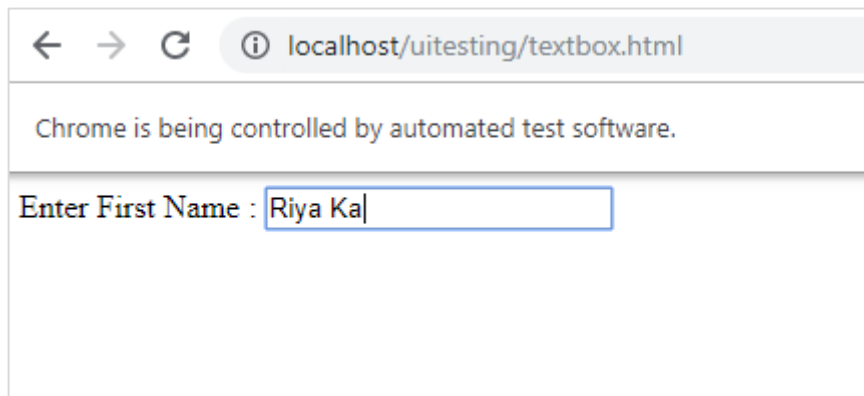 localhost/uitesting/textbox.html
Chrome is being controlled by automated test software.
Enter First Name : Riya Ka